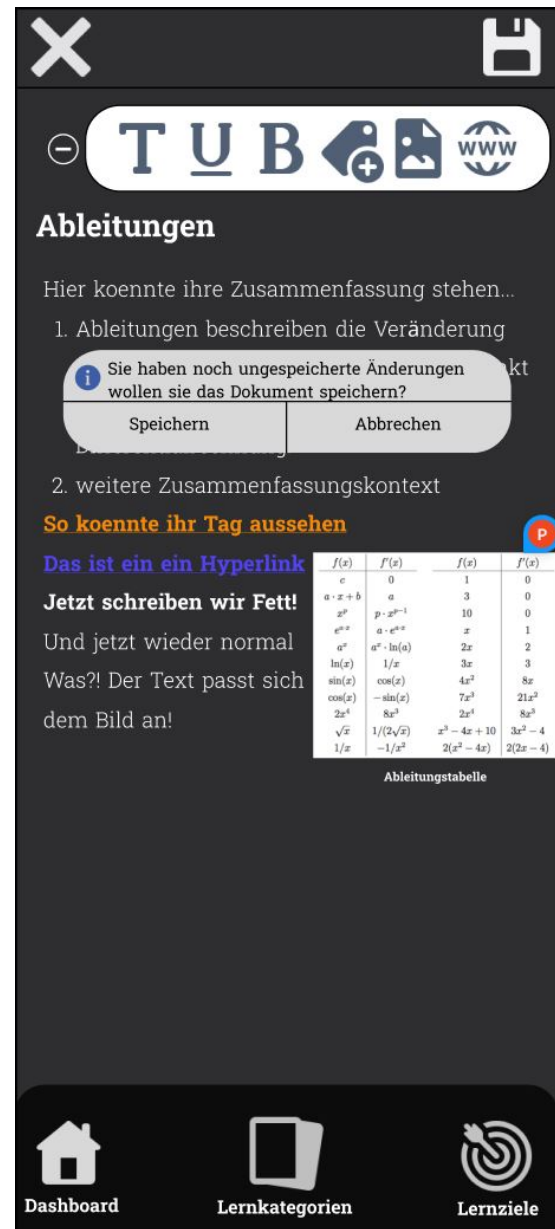 T U B www
Ableitungen
Hier koennte ihre Zusammenfassung stehen...
1. Ableitungen beschreiben die Veränderung
kt
Sie haben noch ungespeicherte Änderungen
wollen sie das Dokument speichern?
Speichern Abbrechen
2. weitere Zusammenfassungskontext
So koennte ihr Tag aussehen
P
Das ist ein ein Hyperlink
Jetzt schreiben wir Fett!
Und jetzt wieder normal
Was?! Der Text passt sich
dem Bild an!
f(x) f'(x) f(x) f'(x)
c 0 1 0
a · x + b a 3 0
x^p p · x^{p-1} 10 0
e^{a·x} a · e^{a·x} x 1
a^x a^x · ln(a) 2x 2
ln(x) 1/x 3x 3
sin(x) cos(x) 4x² 8x
cos(x) −sin(x) 7x³ 21x²
2x⁴ 8x³ 2x⁴ 8x³
√x 1/(2√x) x³ − 4x + 10 3x² − 4
1/x −1/x² 2(x² − 4x) 2(2x − 4)
Ableitungstabelle
Dashboard Lernkategorien Lernziele